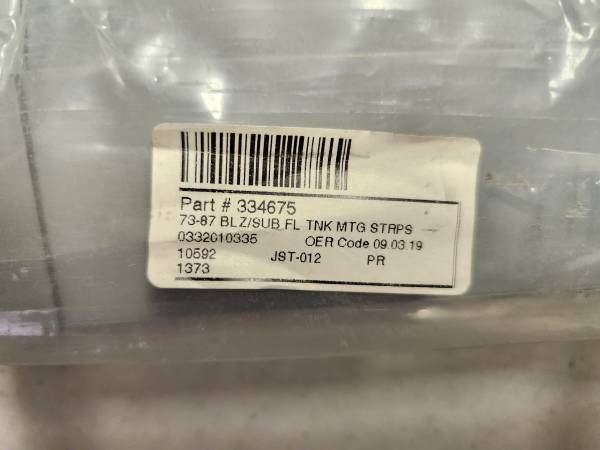 Part # 334675
73-87 BLZ/SUB FL TNK MTG STRPS
0332010335 OER Code 09.03.19
10592 JST-012 PR
1373